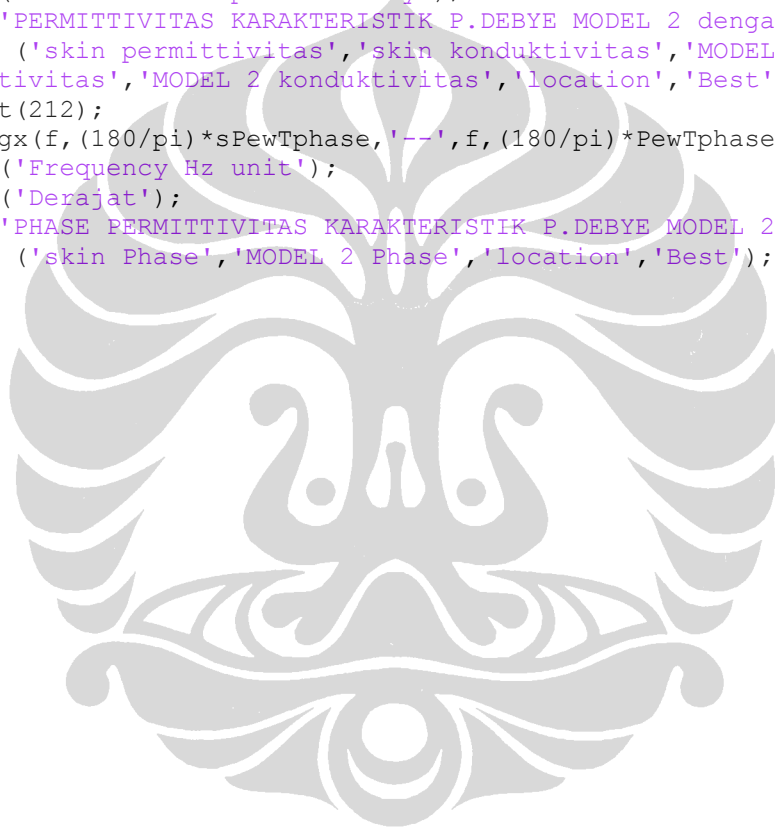 'PERMITTIVITAS KARAKTERISTIK P.DEBYE MODEL 2 denga
('skin permittivitas','skin konduktivitas','MODEL
tivitas','MODEL 2 konduktivitas','location','Best'
t(212);
gx(f,(180/pi)*sPewTphase,'--',f,(180/pi)*PewTphase
('Frequency Hz unit');
('Derajat');
'PHASE PERMITTIVITAS KARAKTERISTIK P.DEBYE MODEL 2
('skin Phase','MODEL 2 Phase','location','Best');